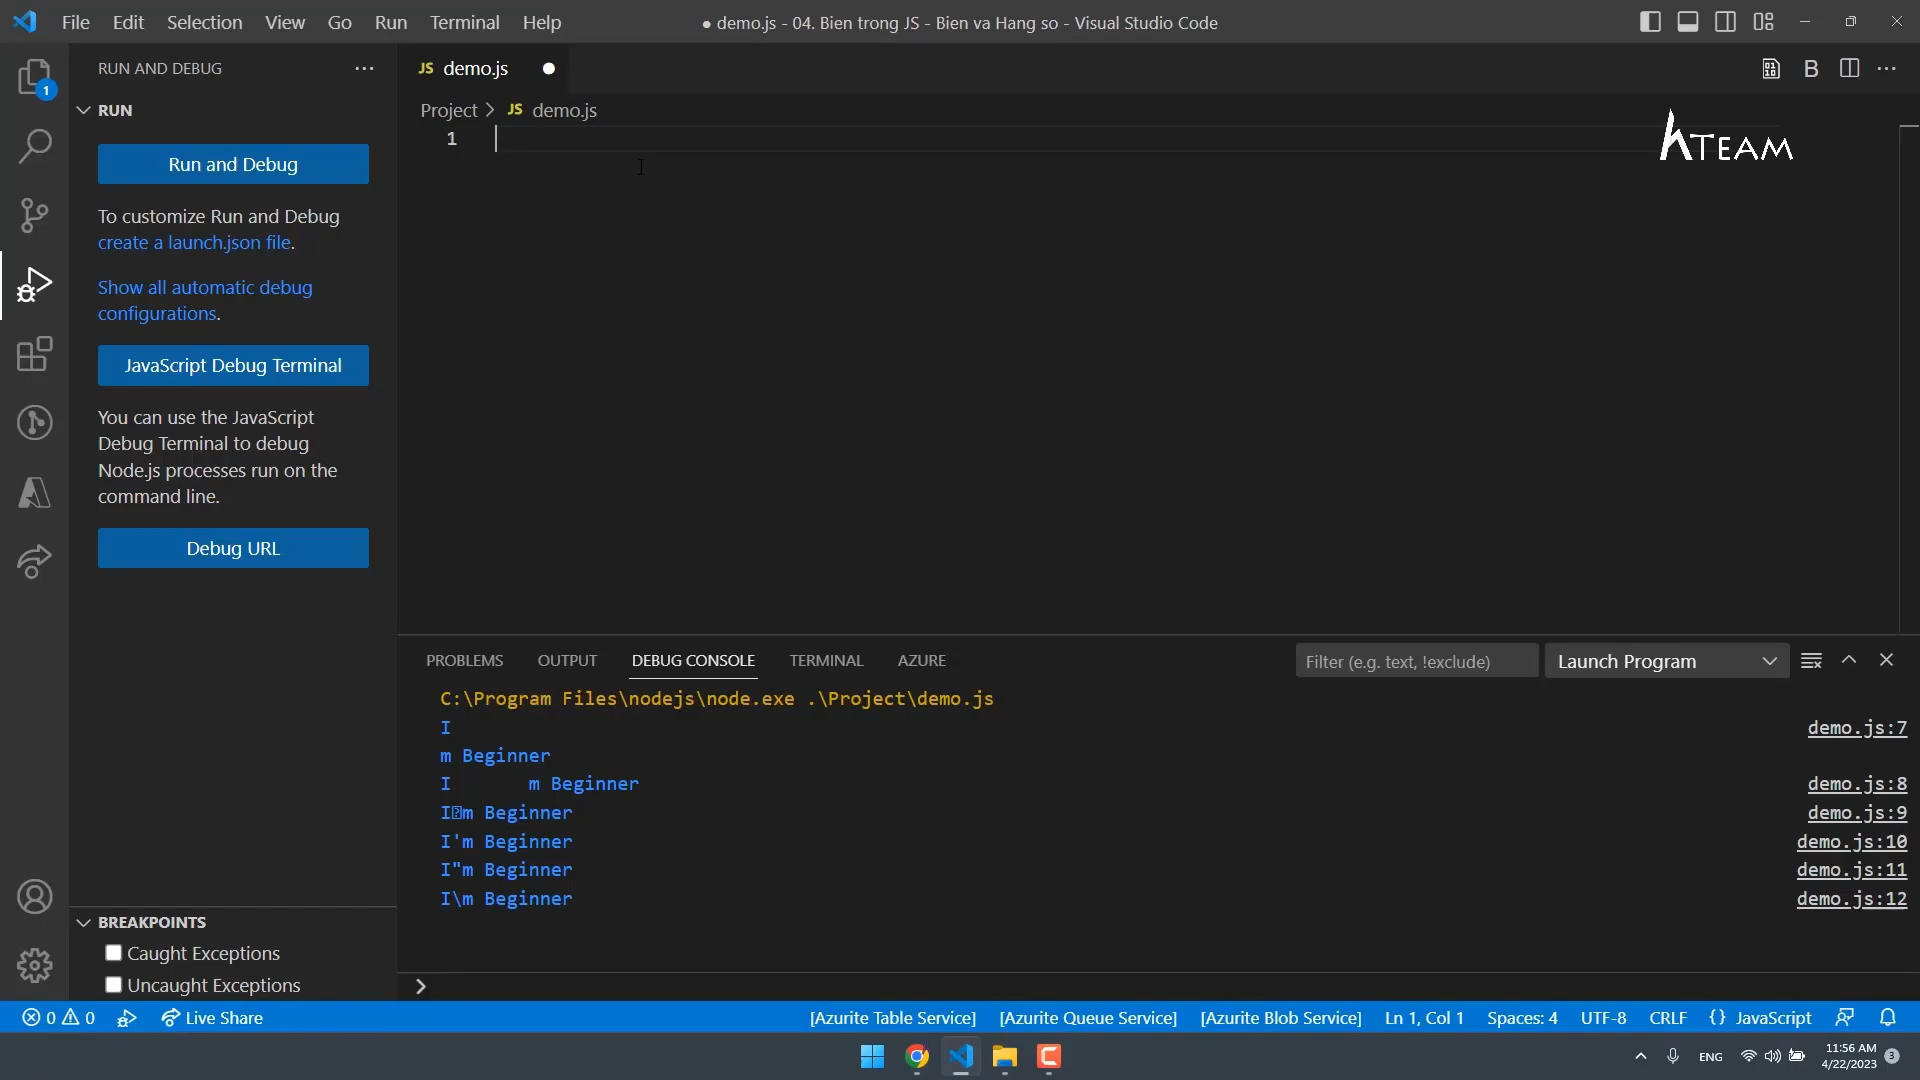 File Edit Selection View Go Run Terminal Help
● demo.js - 04. Bien trong JS - Bien va Hang so - Visual Studio Code
RUN AND DEBUG
JS demo.js
B
1
RUN
Project > JS demo.js
1
hTEAM
Run and Debug
To customize Run and Debug
create a launch.json file.
Show all automatic debug
configurations.
JavaScript Debug Terminal
You can use the JavaScript
Debug Terminal to debug
Node.js processes run on the
command line.
Debug URL
PROBLEMS OUTPUT DEBUG CONSOLE TERMINAL AZURE
Filter (e.g. text, !exclude)
Launch Program
C:\Program Files\nodejs\node.exe .\Project\demo.js
I demo.js:7
m Beginner
I m Beginner demo.js:8
I�m Beginner demo.js:9
I'm Beginner demo.js:10
I"m Beginner demo.js:11
I\m Beginner demo.js:12
>
BREAKPOINTS
Caught Exceptions
Uncaught Exceptions
0 0 Live Share [Azurite Table Service] [Azurite Queue Service] [Azurite Blob Service] Ln 1, Col 1 Spaces: 4 UTF-8 CRLF {} JavaScript
ENG
11:56 AM
4/22/2023
3